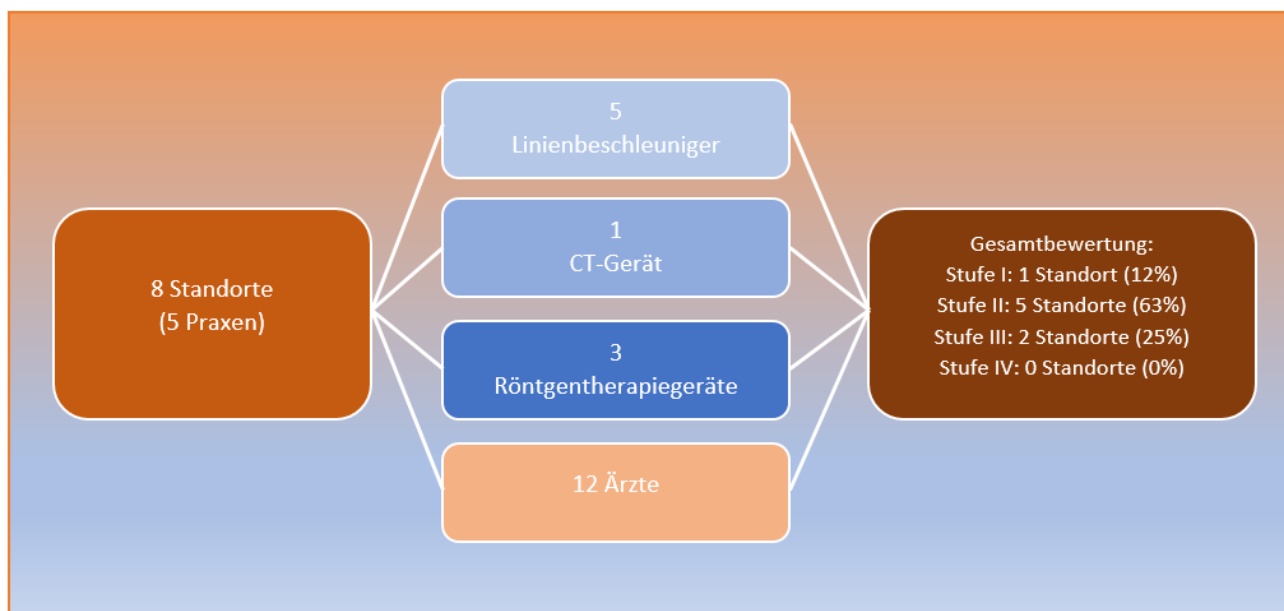 8 Standorte
(5 Praxen)
5
Linienbeschleuniger
1
CT-Gerät
3
Röntgentherapiegeräte
12 Ärzte
Gesamtbewertung:
Stufe I: 1 Standort (12%)
Stufe II: 5 Standorte (63%)
Stufe III: 2 Standorte (25%)
Stufe IV: 0 Standorte (0%)